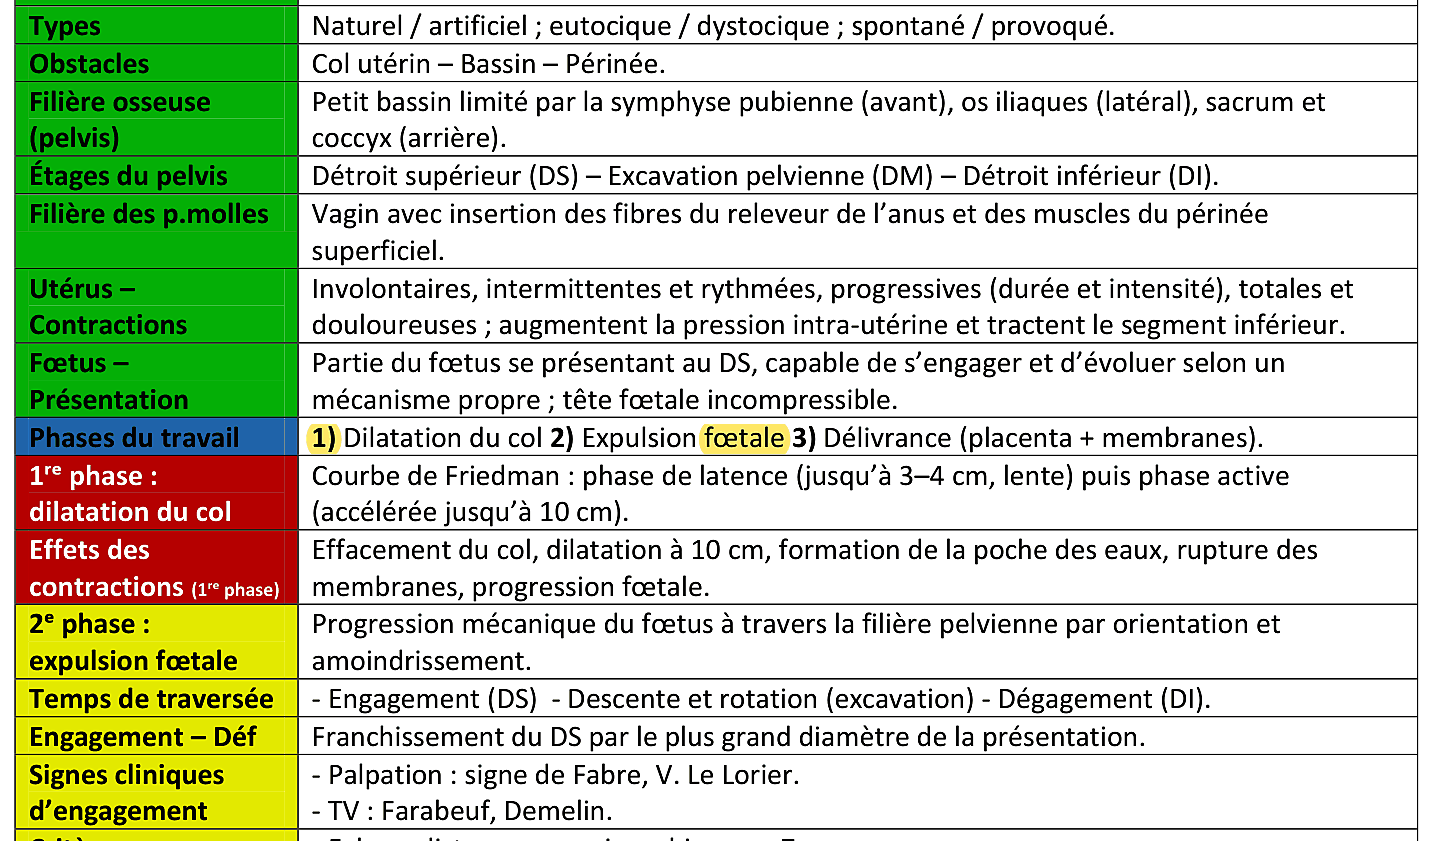 Types
Naturel / artificiel ; eutocique / dystocique ; spontané / provoqué.
Obstacles
Col utérin – Bassin – Périnée.
Filière osseuse
(pelvis)
Petit bassin limité par la symphyse pubienne (avant), os iliaques (latéral), sacrum et
coccyx (arrière).
Étages du pelvis
Détroit supérieur (DS) – Excavation pelvienne (DM) – Détroit inférieur (DI).
Filière des p.molles
Vagin avec insertion des fibres du releveur de l’anus et des muscles du périnée
superficiel.
Utérus –
Contractions
Involontaires, intermittentes et rythmées, progressives (durée et intensité), totales et
douloureuses ; augmentent la pression intra-utérine et tractent le segment inférieur.
Fœtus –
Présentation
Partie du fœtus se présentant au DS, capable de s’engager et d’évoluer selon un
mécanisme propre ; tête fœtale incompressible.
Phases du travail
1) Dilatation du col 2) Expulsion fœtale 3) Délivrance (placenta + membranes).
1re phase :
dilatation du col
Courbe de Friedman : phase de latence (jusqu’à 3–4 cm, lente) puis phase active
(accélérée jusqu’à 10 cm).
Effets des
contractions (1re phase)
Effacement du col, dilatation à 10 cm, formation de la poche des eaux, rupture des
membranes, progression fœtale.
2e phase :
expulsion fœtale
Progression mécanique du fœtus à travers la filière pelvienne par orientation et
amoindrissement.
Temps de traversée
- Engagement (DS)  - Descente et rotation (excavation) - Dégagement (DI).
Engagement – Déf
Franchissement du DS par le plus grand diamètre de la présentation.
Signes cliniques
d’engagement
- Palpation : signe de Fabre, V. Le Lorier.
- TV : Farabeuf, Demelin.